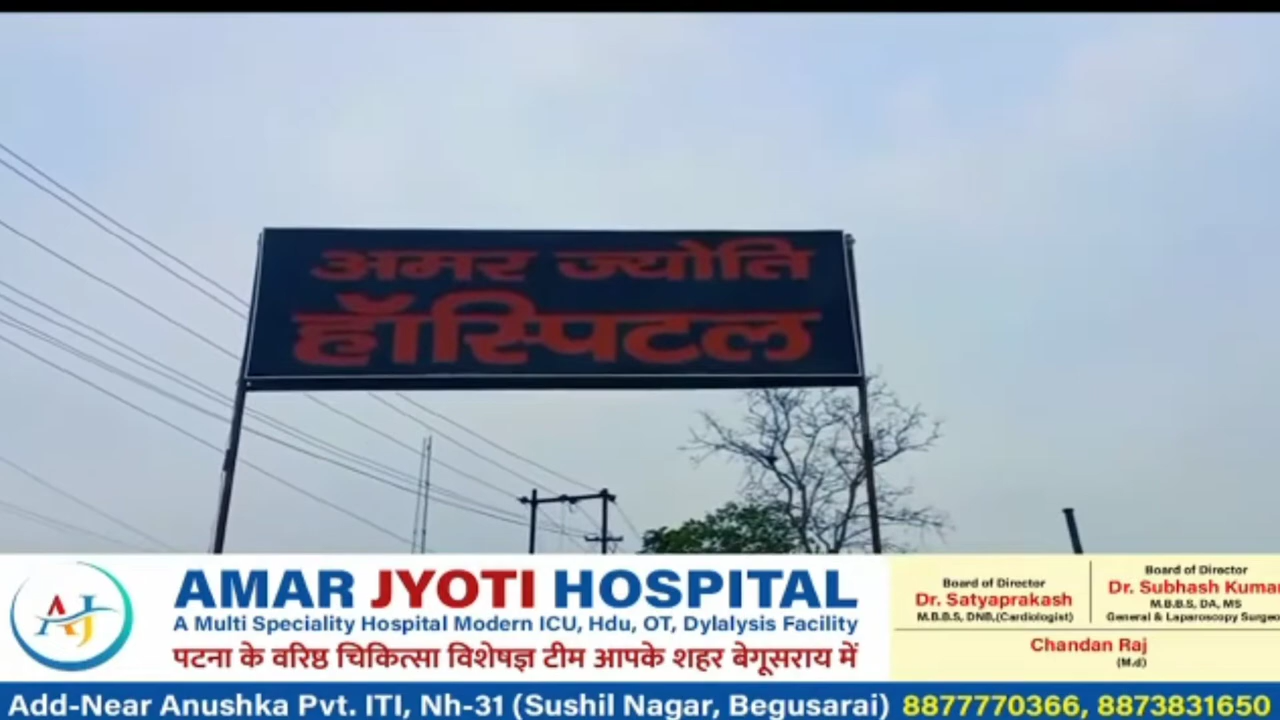 अमर ज्योति
हॉस्पिटल
AJ
AMAR JYOTI HOSPITAL
A Multi Speciality Hospital Modern ICU, Hdu, OT, Dylalysis Facility
पटना के वरिष्ठ चिकित्सा विशेषज्ञ टीम आपके शहर बेगूसराय में
Board of Director
Dr. Satyaprakash
M.B.B.S, DNB,(Cardiologist)
Board of Director
Dr. Subhash Kumar
M.B.B.S, DA, MS
General & Laparoscopy Surgeo
Chandan Raj
(M.d)
Add-Near Anushka Pvt. ITI, Nh-31 (Sushil Nagar, Begusarai) 8877770366, 8873831650